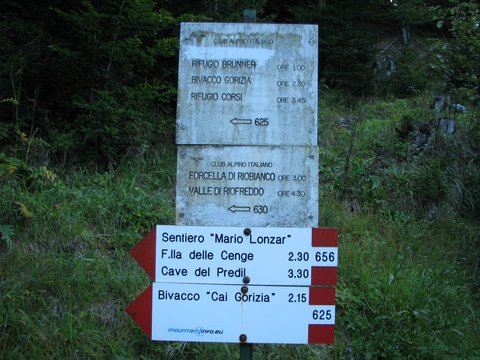 CLUB ALPINO ITALIANO
RIFUGIO BRUNNER ORE 1.00
BIVACCO GORIZIA ORE 2.30
RIFUGIO CORSI ORE 3.45
625
CLUB ALPINO ITALIANO
FORCELLA DI RIOBIANCO ORE 3.00
VALLE DI RIOFREDDO ORE 4.30
630
Sentiero "Mario Lonzar"
F.lla delle Cenge 2.30 656
Cave del Predil 3.30
Bivacco "Cai Gorizia" 2.15
625
mountaininfo.eu